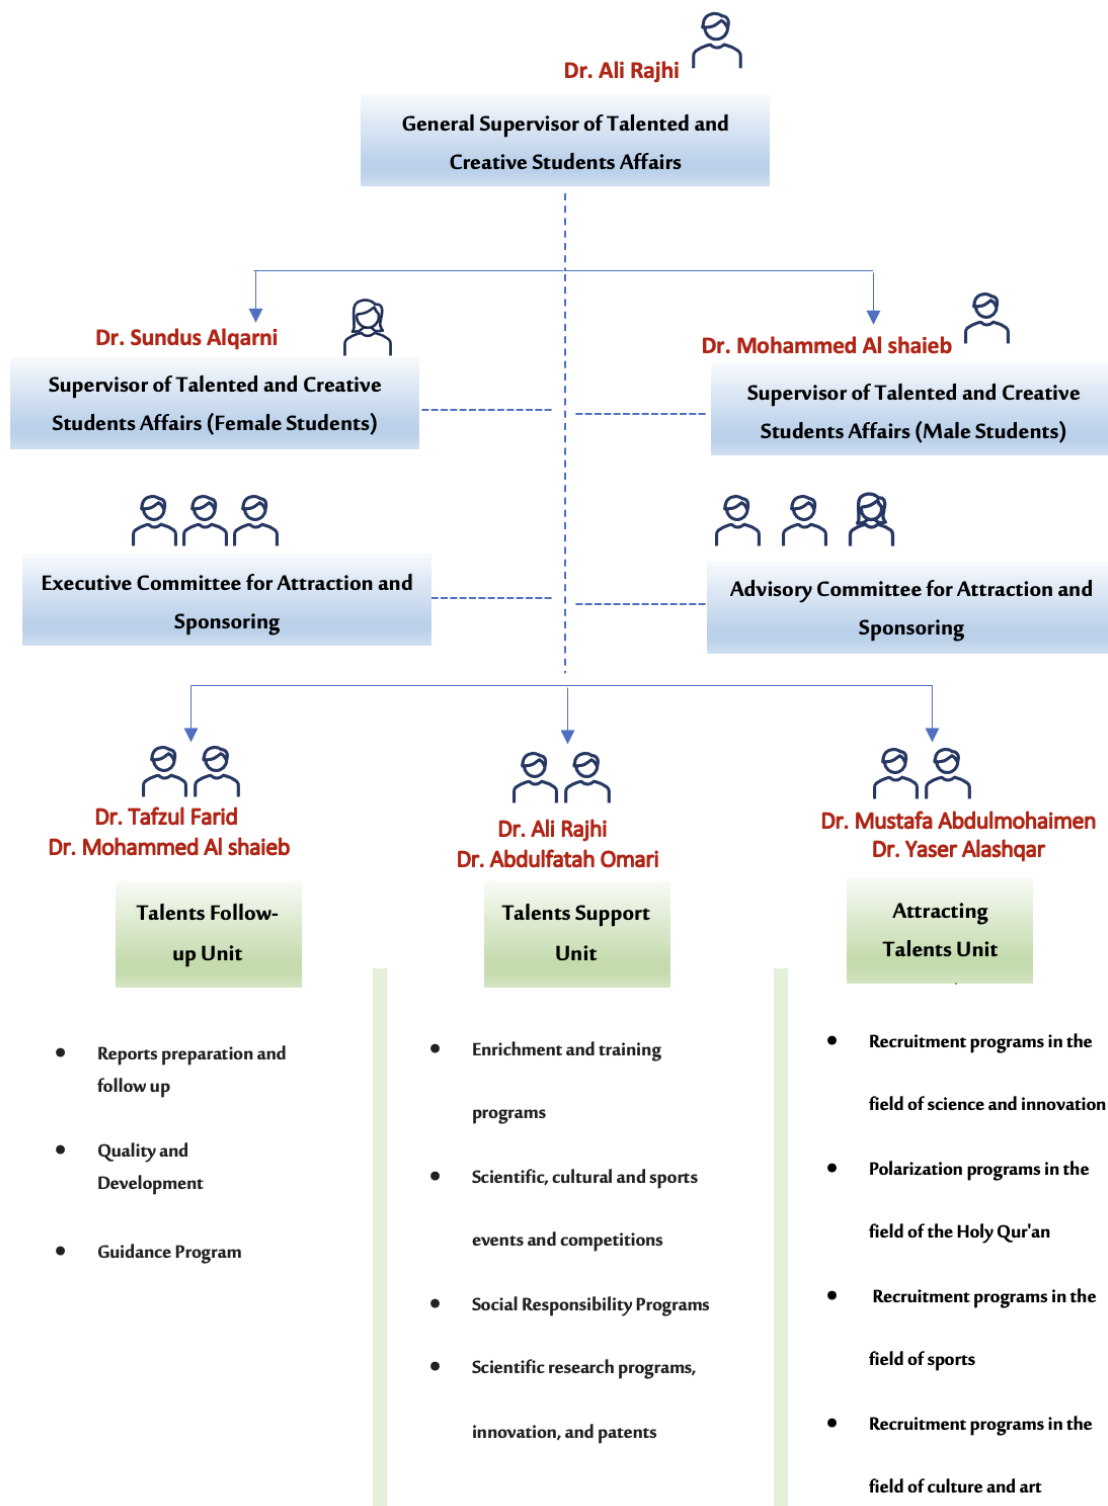 Dr. Ali Rajhi
General Supervisor of Talented and
Creative Students Affairs
Dr. Sundus Alqarni
Supervisor of Talented and Creative
Students Affairs (Female Students)
Dr. Mohammed Al shaieb
Supervisor of Talented and Creative
Students Affairs (Male Students)
Executive Committee for Attraction and
Sponsoring
Advisory Committee for Attraction and
Sponsoring
Dr. Tafzul Farid
Dr. Mohammed Al shaieb
Talents Follow-
up Unit
• Reports preparation and
follow up
• Quality and
Development
• Guidance Program
Dr. Ali Rajhi
Dr. Abdulfatah Omari
Talents Support
Unit
• Enrichment and training
programs
• Scientific, cultural and sports
events and competitions
• Social Responsibility Programs
• Scientific research programs,
innovation, and patents
Dr. Mustafa Abdulmohaimen
Dr. Yaser Alashqar
Attracting
Talents Unit
• Recruitment programs in the
field of science and innovation
• Polarization programs in the
field of the Holy Qur'an
• Recruitment programs in the
field of sports
• Recruitment programs in the
field of culture and art